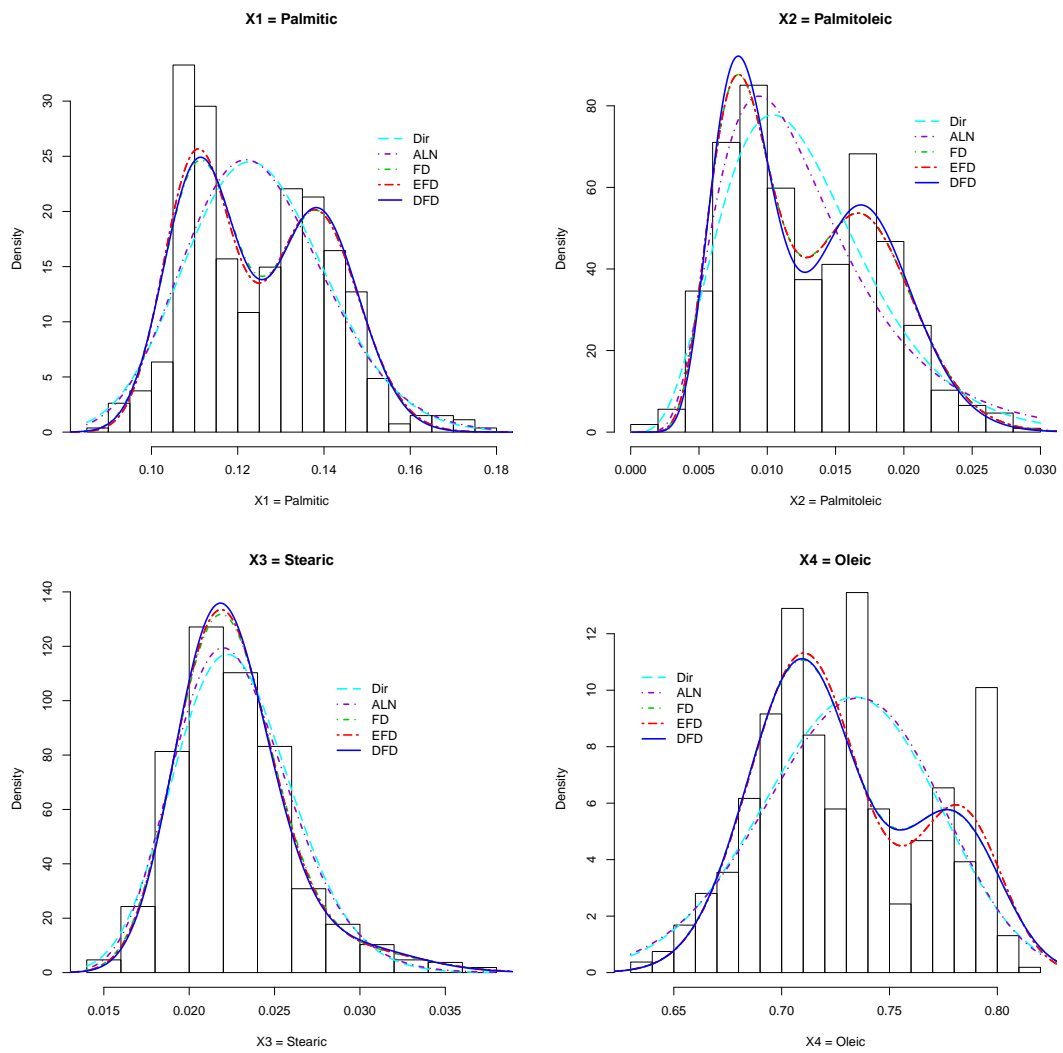 X1 = Palmitic
Density
0 5 10 15 20 25 30
Dir
ALN
FD
EFD
DFD
0.10 0.12 0.14 0.16 0.18
X1 = Palmitic
X2 = Palmitoleic
Density
0 20 40 60 80
Dir
ALN
FD
EFD
DFD
0.000 0.005 0.010 0.015 0.020 0.025 0.030
X2 = Palmitoleic
X3 = Stearic
Density
0 20 40 60 80 100 120 140
Dir
ALN
FD
EFD
DFD
0.015 0.020 0.025 0.030 0.035
X3 = Stearic
X4 = Oleic
Density
0 2 4 6 8 10 12
Dir
ALN
FD
EFD
DFD
0.65 0.70 0.75 0.80
X4 = Oleic